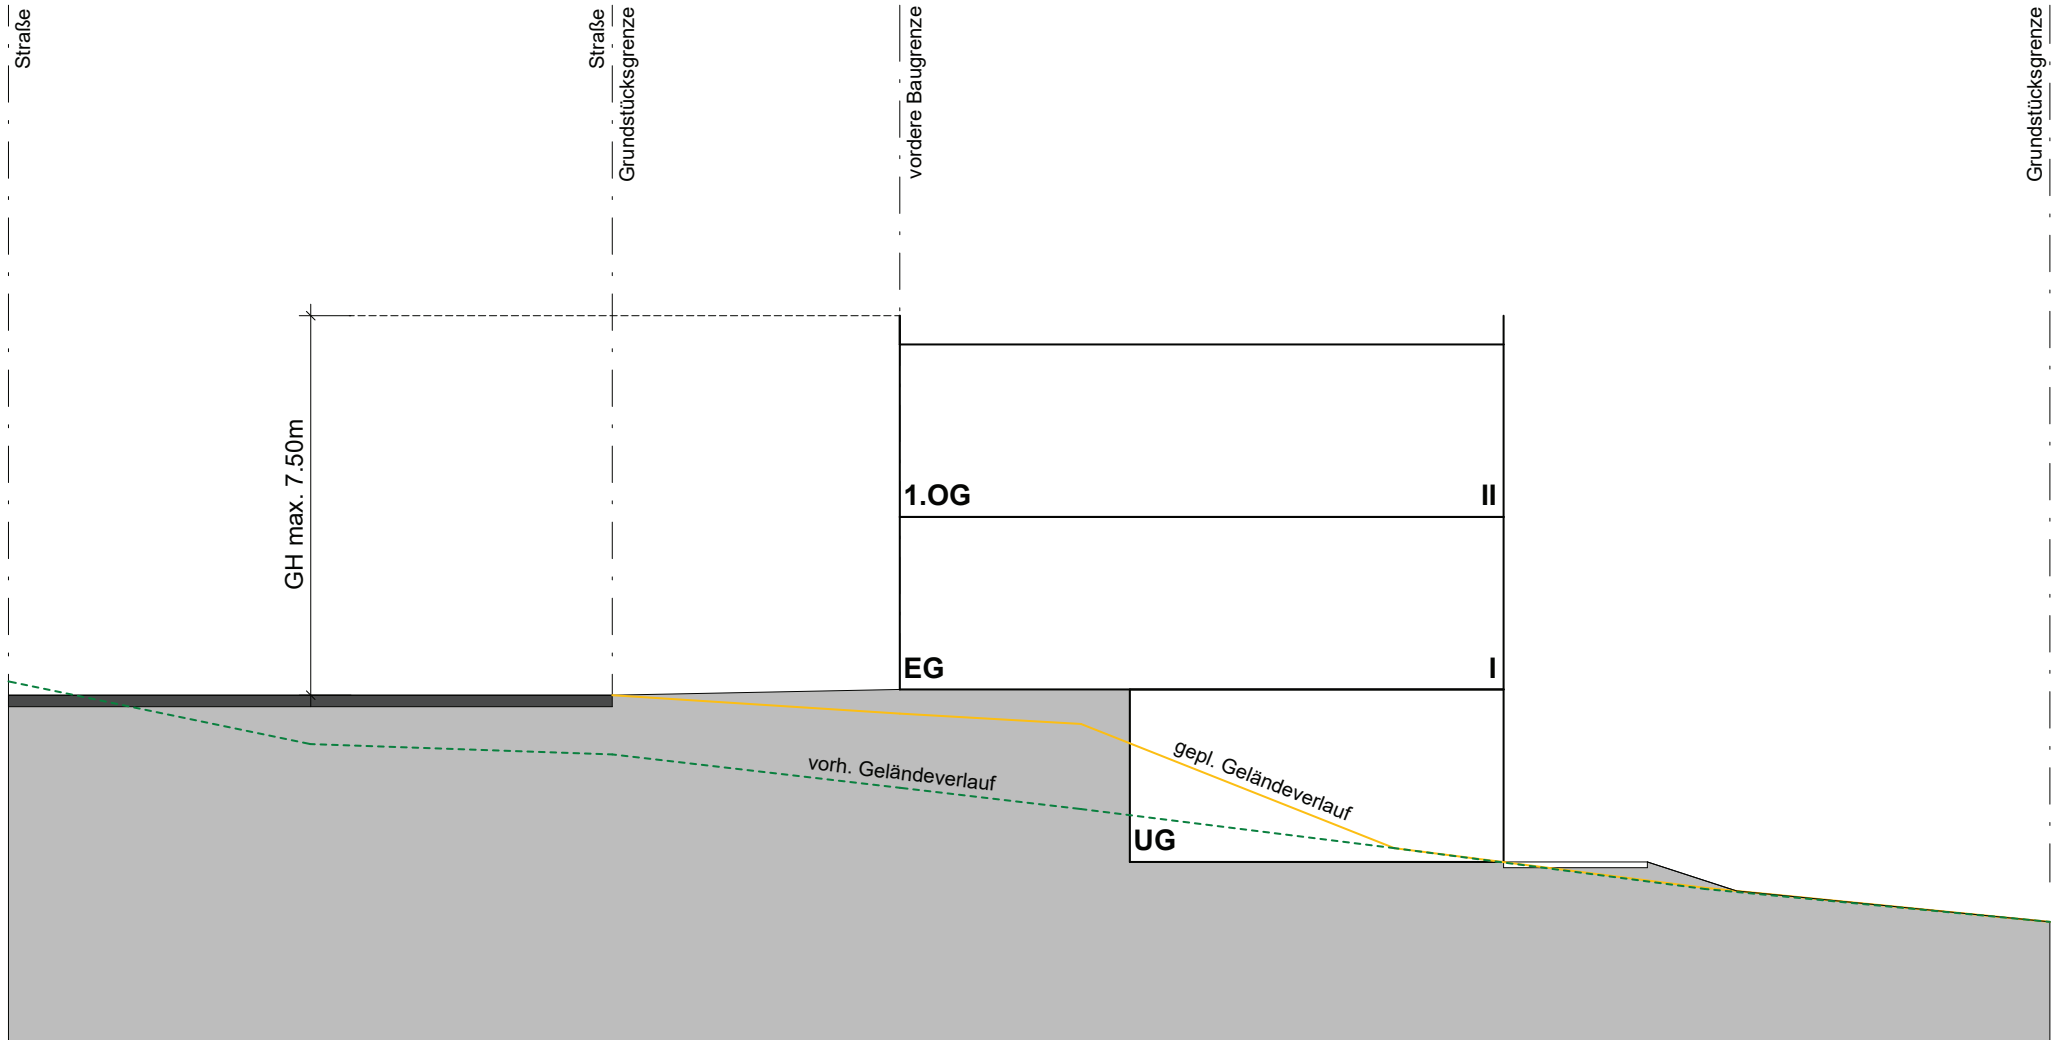 Straße
Straße
Grundstücksgrenze
vordere Baugrenze
Grundstücksgrenze
GH max. 7.50m
1.OG II
EG I
vorh. Geländeverlauf
gepl. Geländeverlauf
UG